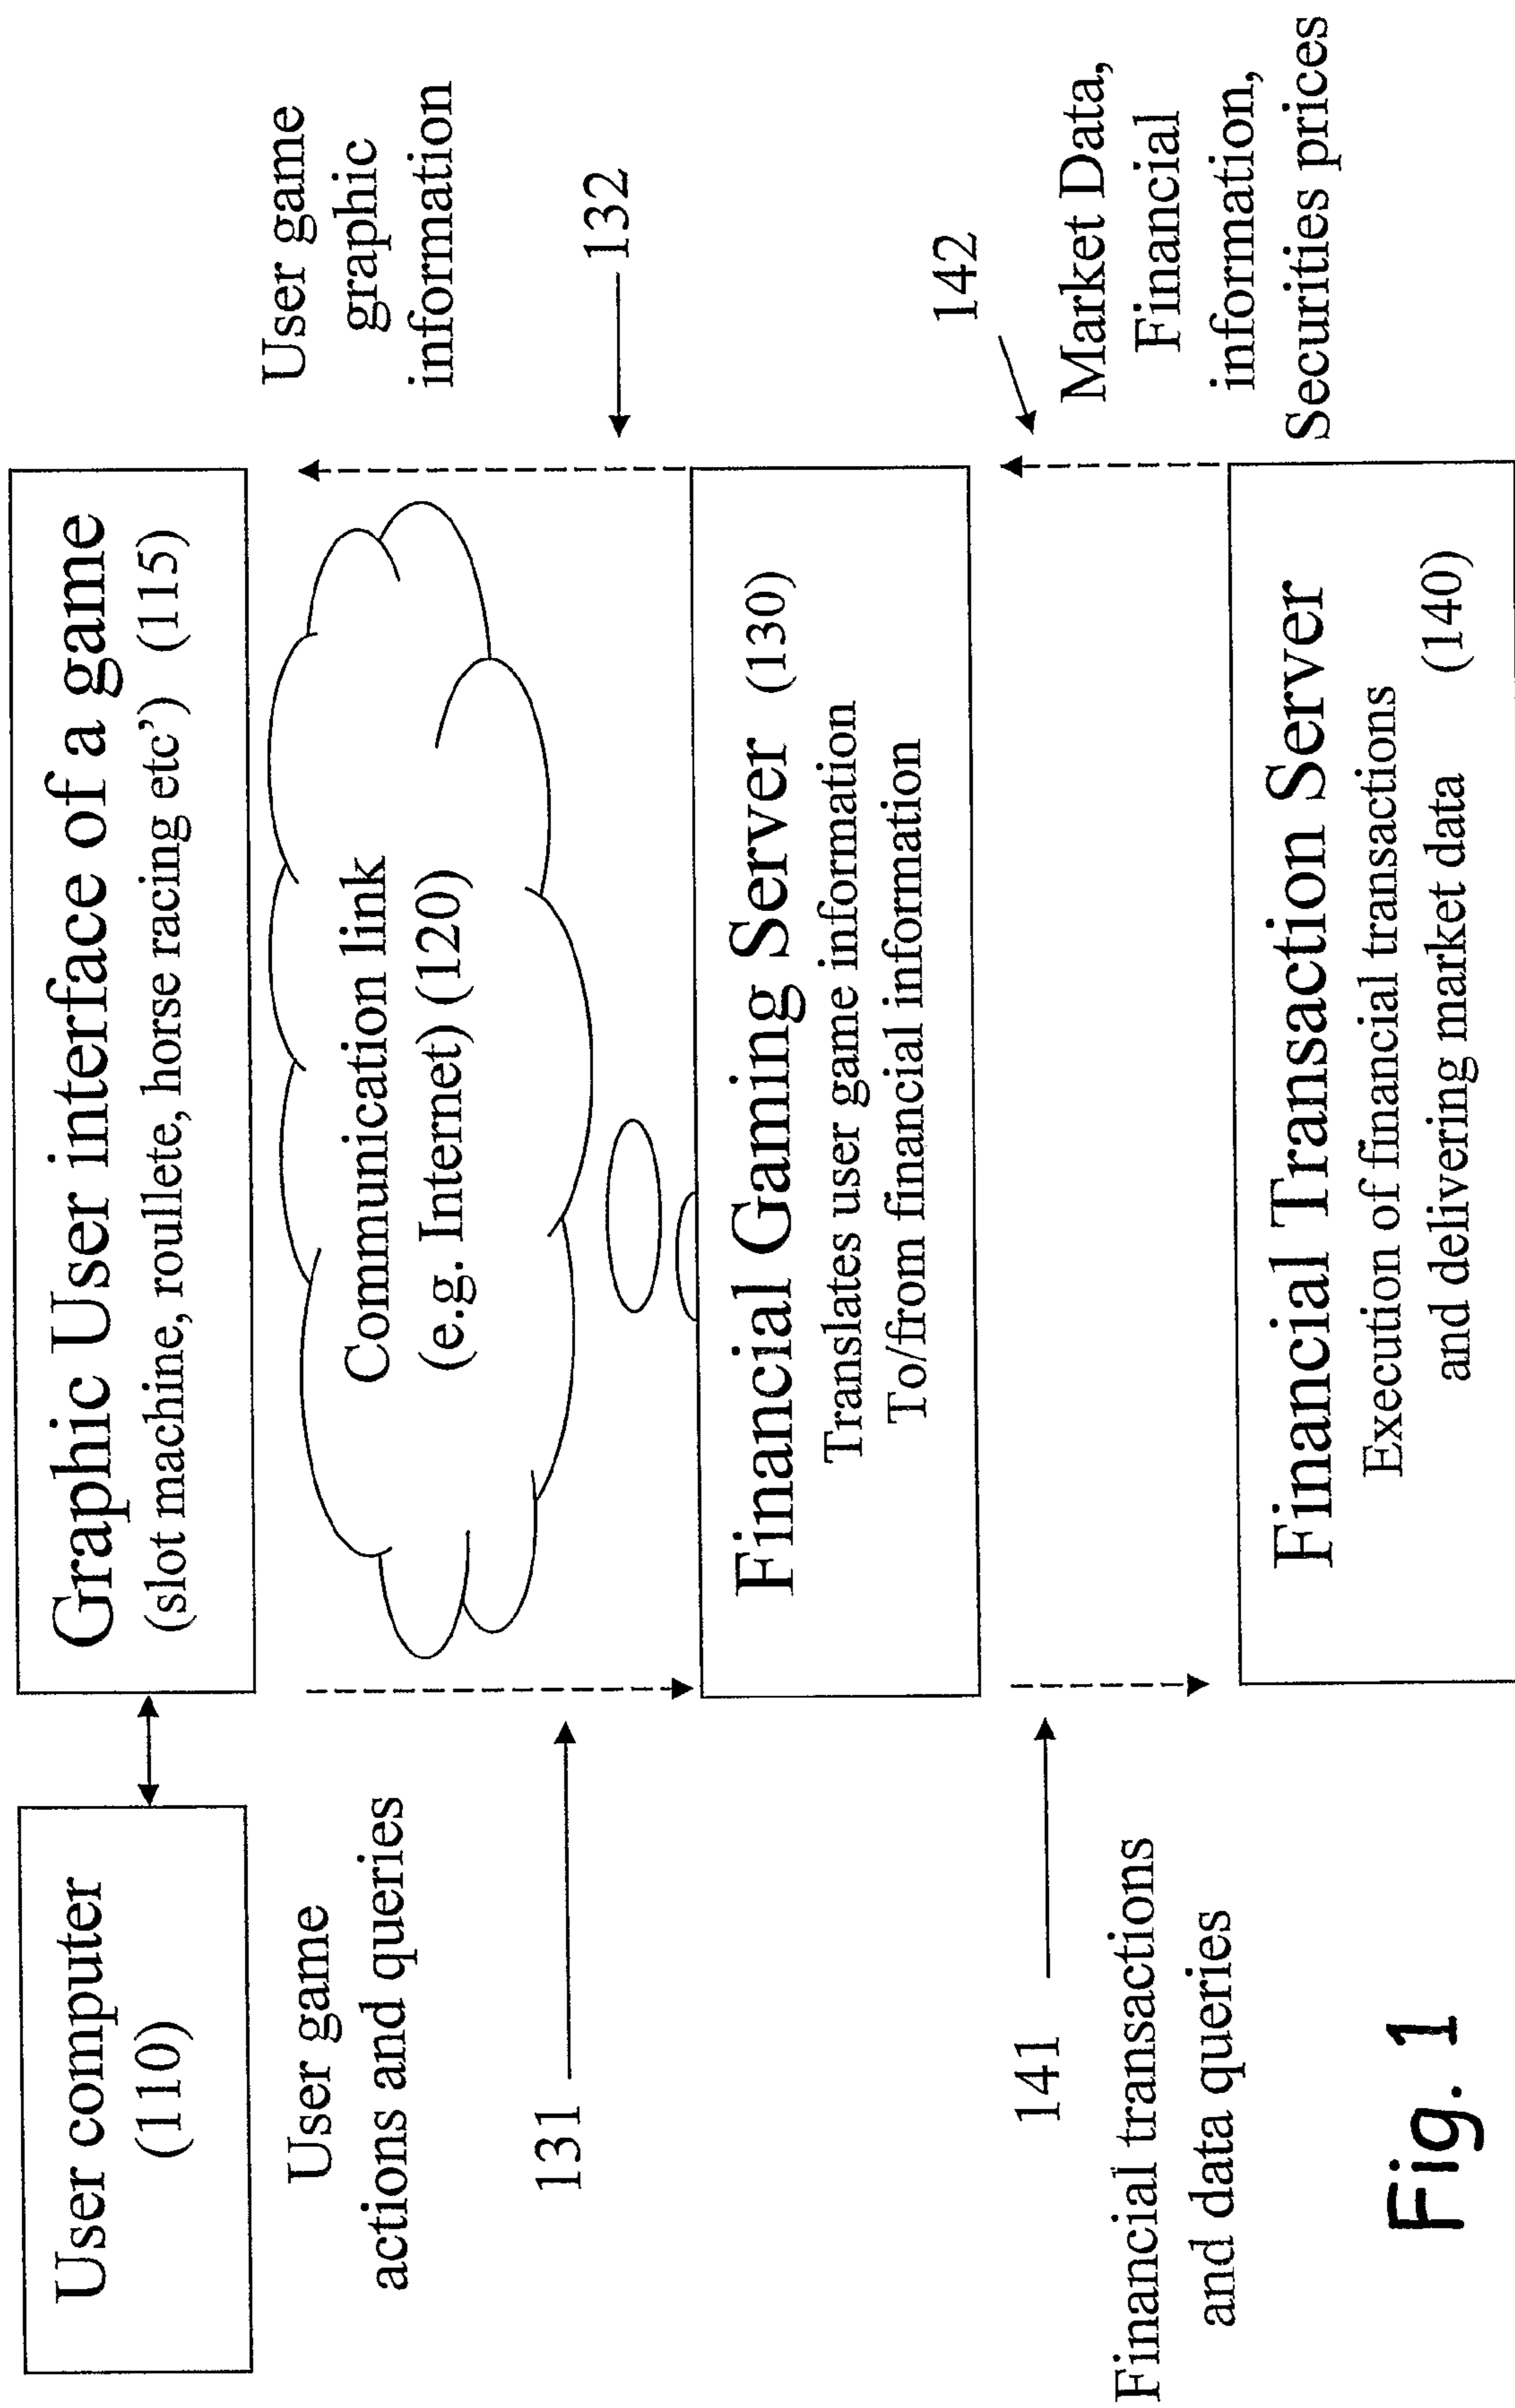 User computer
(110)
Graphic User interface of a game
(slot machine, roullete, horse racing etc’) (115)
User game
actions and queries
131
Communication link
(e.g. Internet) (120)
User game
graphic
information
132
Financial Gaming Server (130)
Translates user game information
To/from financial information
141
Financial transactions
and data queries
142
Market Data,
Financial
information,
Securities prices
Financial Transaction Server
Execution of financial transactions
and delivering market data (140)
Fig. 1